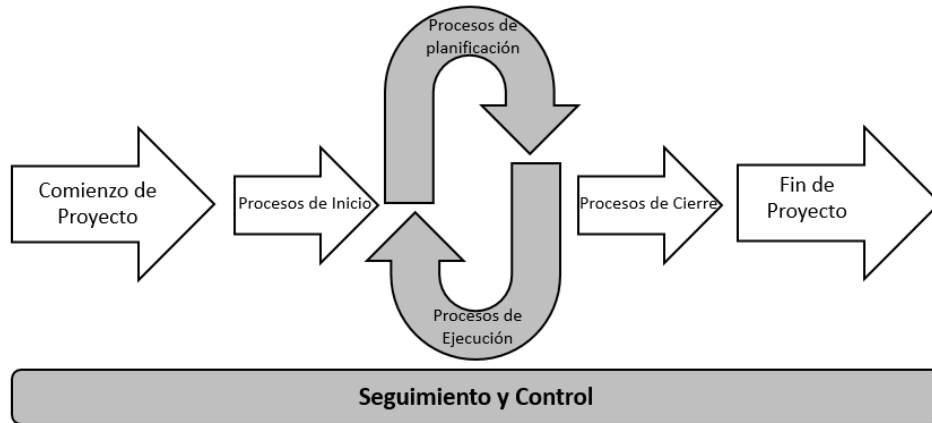 Procesos de
planificación
Comienzo de
Proyecto
Procesos de Inicio
Procesos de Cierre
Fin de
Proyecto
Procesos de
Ejecución
Seguimiento y Control